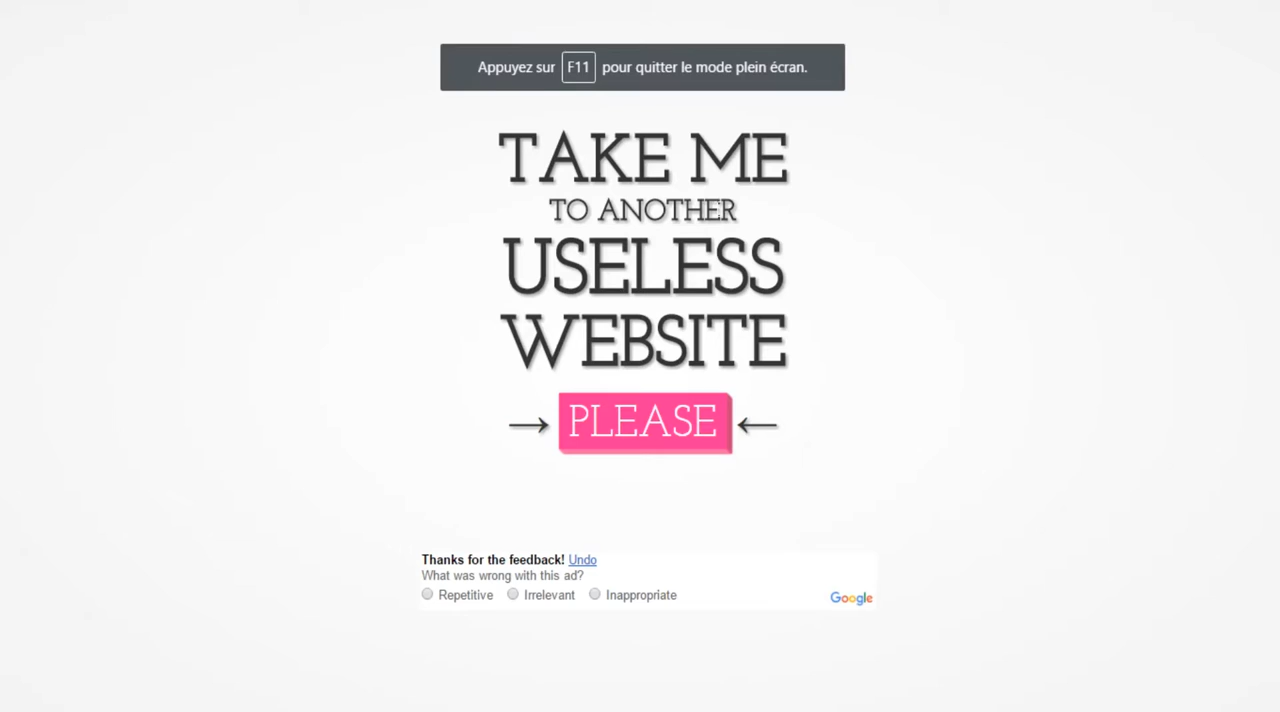 Appuyez sur F11 pour quitter le mode plein écran.
TAKE ME
TO ANOTHER
USELESS
WEBSITE
→ PLEASE ←
Thanks for the feedback! Undo
What was wrong with this ad?
Repetitive Irrelevant Inappropriate
Google